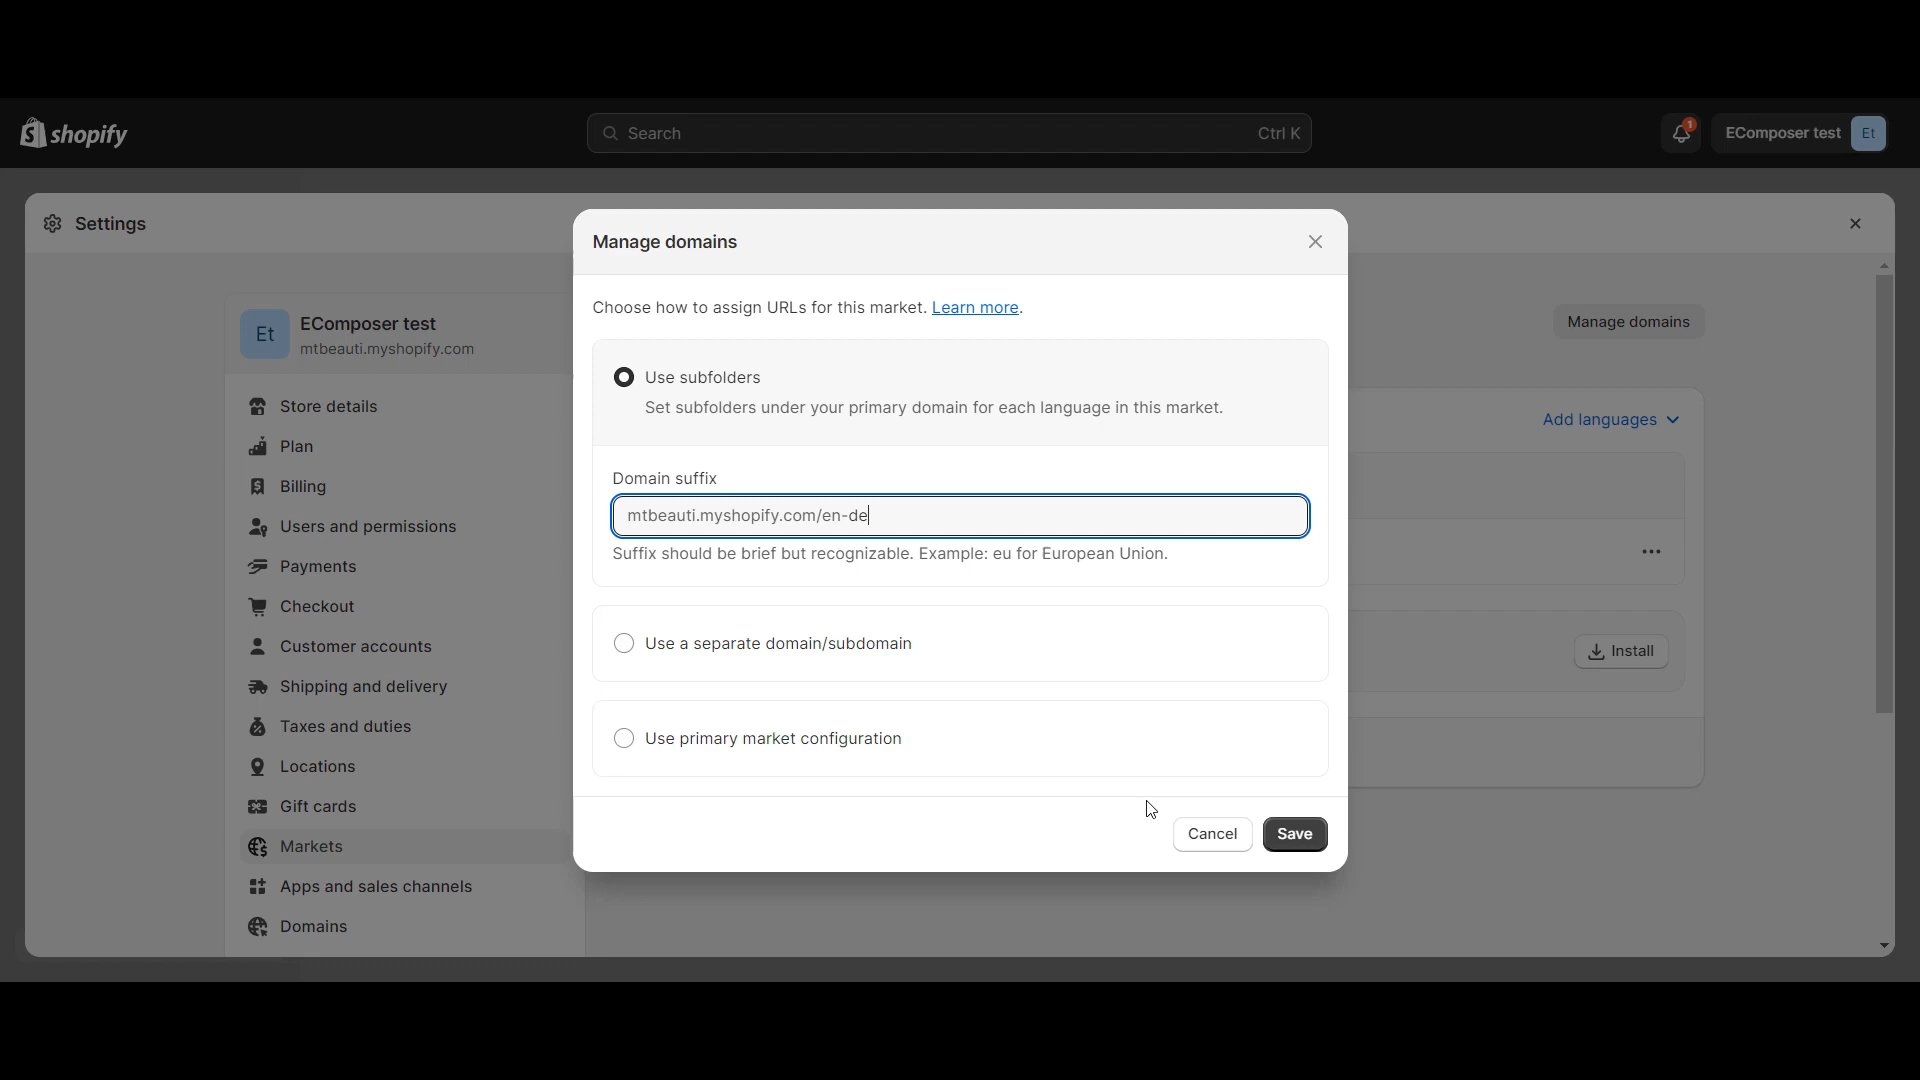 shopify
Search
Ctrl K
1
EComposer test
Et
Settings
Et
EComposer test
mtbeauti.myshopify.com
Store details
Plan
Billing
Users and permissions
Payments
Checkout
Customer accounts
Shipping and delivery
Taxes and duties
Locations
Gift cards
Markets
Apps and sales channels
Domains
Manage domains
Choose how to assign URLs for this market. Learn more.
Use subfolders
Set subfolders under your primary domain for each language in this market.
Domain suffix
mtbeauti.myshopify.com/en-de
Suffix should be brief but recognizable. Example: eu for European Union.
Use a separate domain/subdomain
Use primary market configuration
Cancel
Save
Manage domains
Add languages
Install